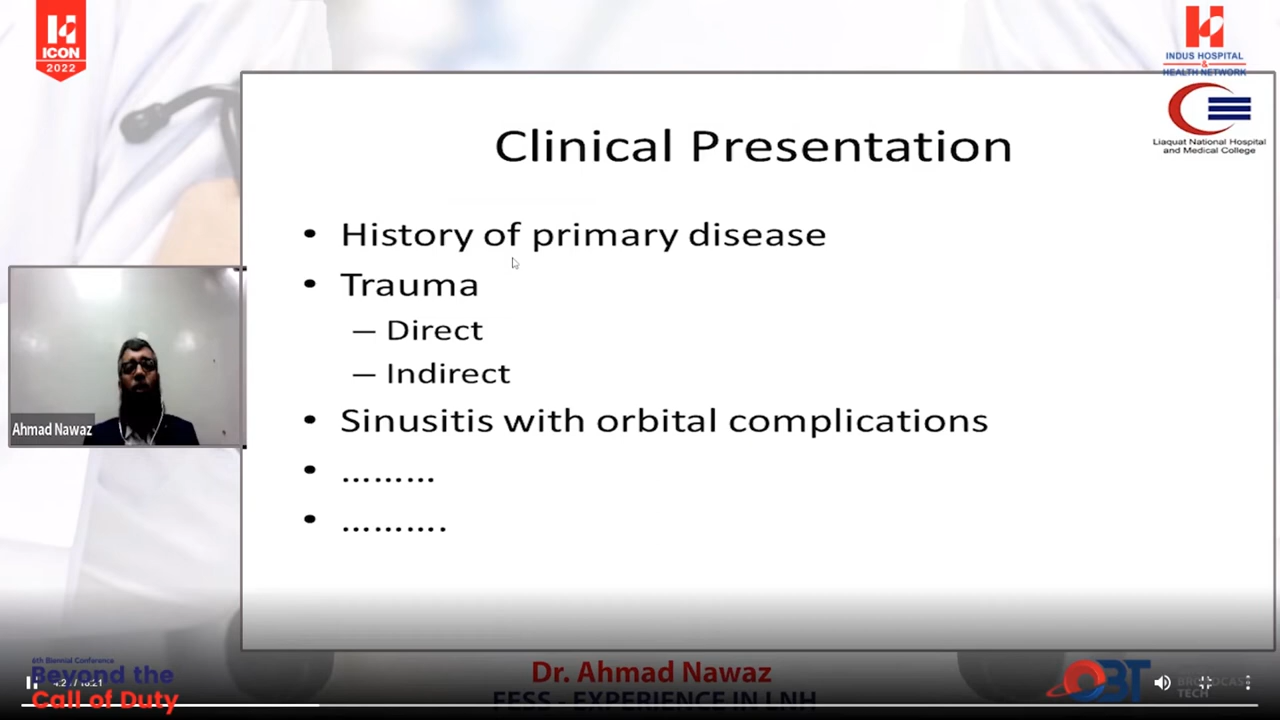 ICON
2022
INDUS HOSPITAL
&
HEALTH NETWORK
Liaquat National Hospital
and Medical College
Clinical Presentation
• History of primary disease
• Trauma
– Direct
– Indirect
• Sinusitis with orbital complications
• .........
• ..........
Ahmad Nawaz
6th Biennial Conference
Beyond the
Call of Duty
Dr. Ahmad Nawaz
FESS - EXPERIENCE IN LNH
OBT
BROADCAST
TECH